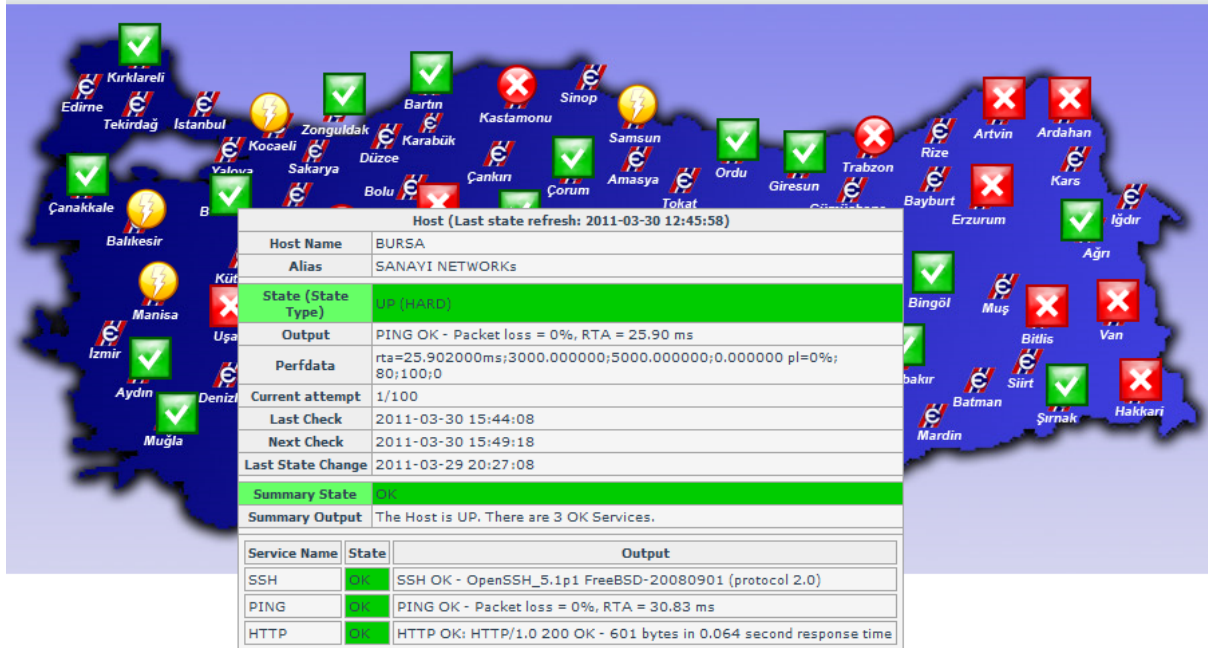 Kırklareli
Edirne
Tekirdağ
İstanbul
Kocaeli
Yalova
Sakarya
Zonguldak
Düzce
Bartın
Karabük
Kastamonu
Sinop
Samsun
Bolu
Çankırı
Çorum
Amasya
Tokat
Ordu
Giresun
Trabzon
Gümüşhane
Rize
Artvin
Ardahan
Kars
Bayburt
Erzurum
Iğdır
Ağrı
Çanakkale
Balıkesir
B
Küt
Manisa
Uşa
Izmir
Aydın
Denizl
Muğla
Bingöl
Muş
Bitlis
Van
bakır
Batman
Siirt
Şırnak
Hakkari
Mardin
Host (Last state refresh: 2011-03-30 12:45:58)
Host Name BURSA
Alias SANAYI NETWORKs
State (State
Type) UP (HARD)
Output PING OK - Packet loss = 0%, RTA = 25.90 ms
Perfdata rta=25.902000ms;3000.000000;5000.000000;0.000000 pl=0%;
80;100;0
Current attempt 1/100
Last Check 2011-03-30 15:44:08
Next Check 2011-03-30 15:49:18
Last State Change 2011-03-29 20:27:08
Summary State OK
Summary Output The Host is UP. There are 3 OK Services.
Service Name State Output
SSH OK SSH OK - OpenSSH_5.1p1 FreeBSD-20080901 (protocol 2.0)
PING OK PING OK - Packet loss = 0%, RTA = 30.83 ms
HTTP OK HTTP OK: HTTP/1.0 200 OK - 601 bytes in 0.064 second response time